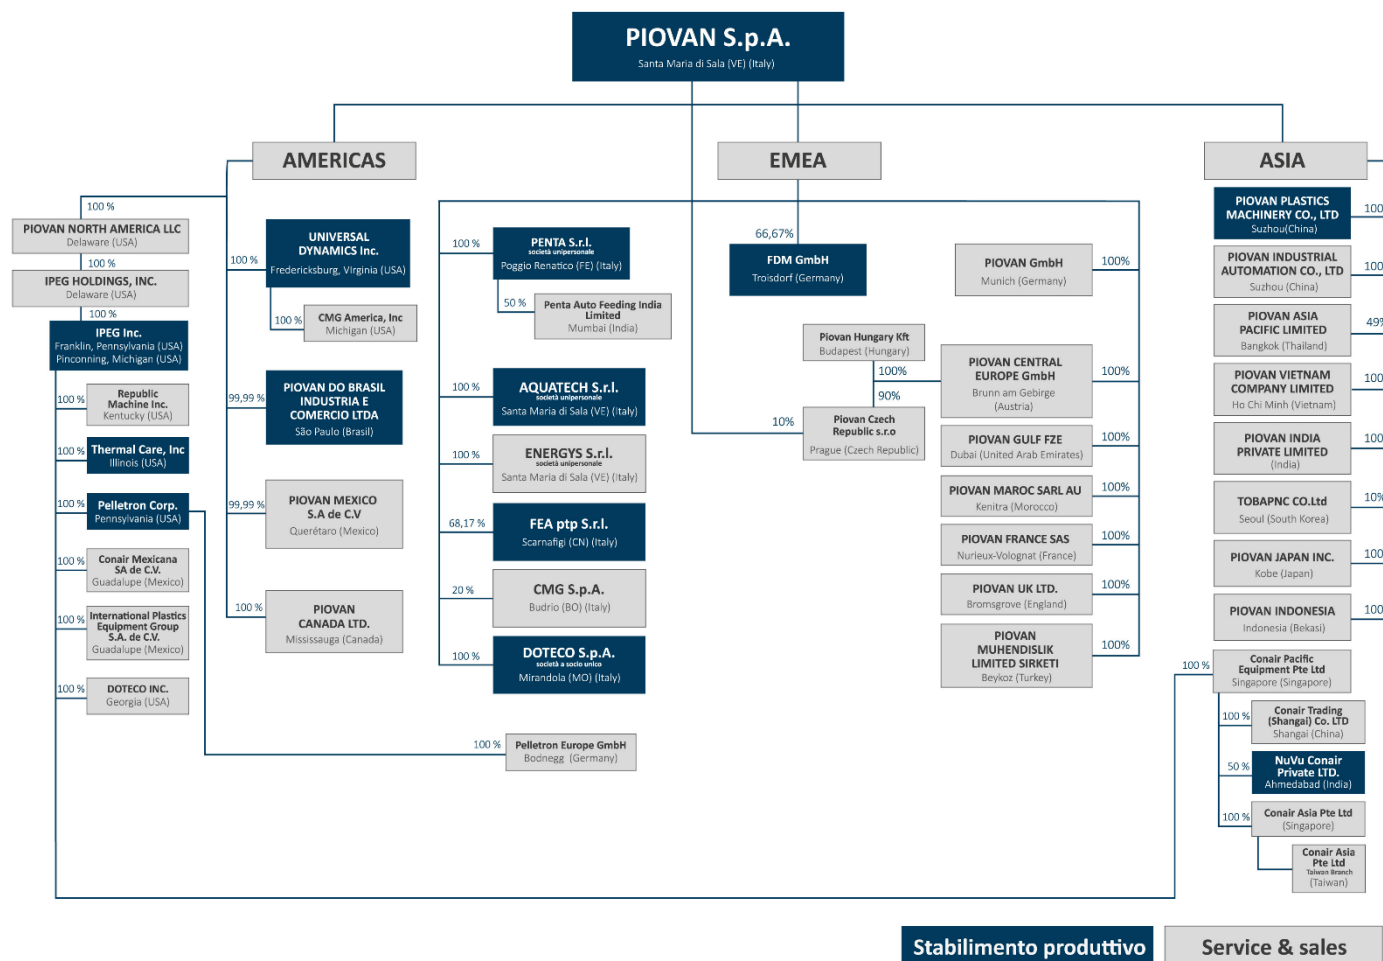 PIOVAN S.p.A.
Santa Maria di Sala (VE) (Italy)
AMERICAS
EMEA
ASIA
100 %
PIOVAN NORTH AMERICA LLC
Delaware (USA)
100 %
IPEG HOLDINGS, INC.
Delaware (USA)
100 %
IPEG Inc.
Franklin, Pennsylvania (USA)
Pinconning, Michigan (USA)
100 %
Republic
Machine Inc.
Kentucky (USA)
100 %
Thermal Care, Inc
Illinois (USA)
100 %
Pelletron Corp.
Pennsylvania (USA)
100 %
Conair Mexicana
SA de C.V.
Guadalupe (Mexico)
100 %
International Plastics
Equipment Group
S.A. de C.V.
Guadalupe (Mexico)
100 %
DOTECO INC.
Georgia (USA)
100 %
UNIVERSAL
DYNAMICS Inc.
Fredericksburg, Virginia (USA)
100 %
CMG America, Inc
Michigan (USA)
99,99 %
PIOVAN DO BRASIL
INDUSTRIA E
COMERCIO LTDA
São Paulo (Brasil)
99,99 %
PIOVAN MEXICO
S.A de C.V
Querétaro (Mexico)
100 %
PIOVAN
CANADA LTD.
Mississauga (Canada)
100 %
PENTA S.r.l.
società unipersonale
Poggio Renatico (FE) (Italy)
50 %
Penta Auto Feeding India
Limited
Mumbai (India)
100 %
AQUATECH S.r.l.
società unipersonale
Santa Maria di Sala (VE) (Italy)
100 %
ENERGYS S.r.l.
società unipersonale
Santa Maria di Sala (VE) (Italy)
68,17 %
FEA ptp S.r.l.
Scarnafigi (CN) (Italy)
20 %
CMG S.p.A.
Budrio (BO) (Italy)
100 %
DOTECO S.p.A.
società a socio unico
Mirandola (MO) (Italy)
100 %
Pelletron Europe GmbH
Bodnegg (Germany)
66,67%
FDM GmbH
Troisdorf (Germany)
PIOVAN GmbH
Munich (Germany)
100%
Piovan Hungary Kft
Budapest (Hungary)
100%
90%
10%
Piovan Czech
Republic s.r.o
Prague (Czech Republic)
PIOVAN CENTRAL
EUROPE GmbH
Brunn am Gebirge
(Austria)
100%
PIOVAN GULF FZE
Dubai (United Arab Emirates)
100%
PIOVAN MAROC SARL AU
Kenitra (Morocco)
100%
PIOVAN FRANCE SAS
Nurieux-Volognat (France)
100%
PIOVAN UK LTD.
Bromsgrove (England)
100%
PIOVAN
MUHENDISLIK
LIMITED SIRKETI
Beykoz (Turkey)
100%
PIOVAN PLASTICS
MACHINERY CO., LTD
Suzhou(China)
100
PIOVAN INDUSTRIAL
AUTOMATION CO., LTD
Suzhou (China)
100
PIOVAN ASIA
PACIFIC LIMITED
Bangkok (Thailand)
49%
PIOVAN VIETNAM
COMPANY LIMITED
Ho Chi Minh (Vietnam)
100
PIOVAN INDIA
PRIVATE LIMITED
(India)
100
TOBAPNC CO.Ltd
Seoul (South Korea)
10%
PIOVAN JAPAN INC.
Kobe (Japan)
100
PIOVAN INDONESIA
Indonesia (Bekasi)
100
100 %
Conair Pacific
Equipment Pte Ltd
Singapore (Singapore)
100 %
Conair Trading
(Shangai) Co. LTD
Shangai (China)
50 %
NuVu Conair
Private LTD.
Ahmedabad (India)
100 %
Conair Asia Pte Ltd
(Singapore)
Conair Asia
Pte Ltd
Taiwan Branch
(Taiwan)
Stabilimento produttivo
Service & sales